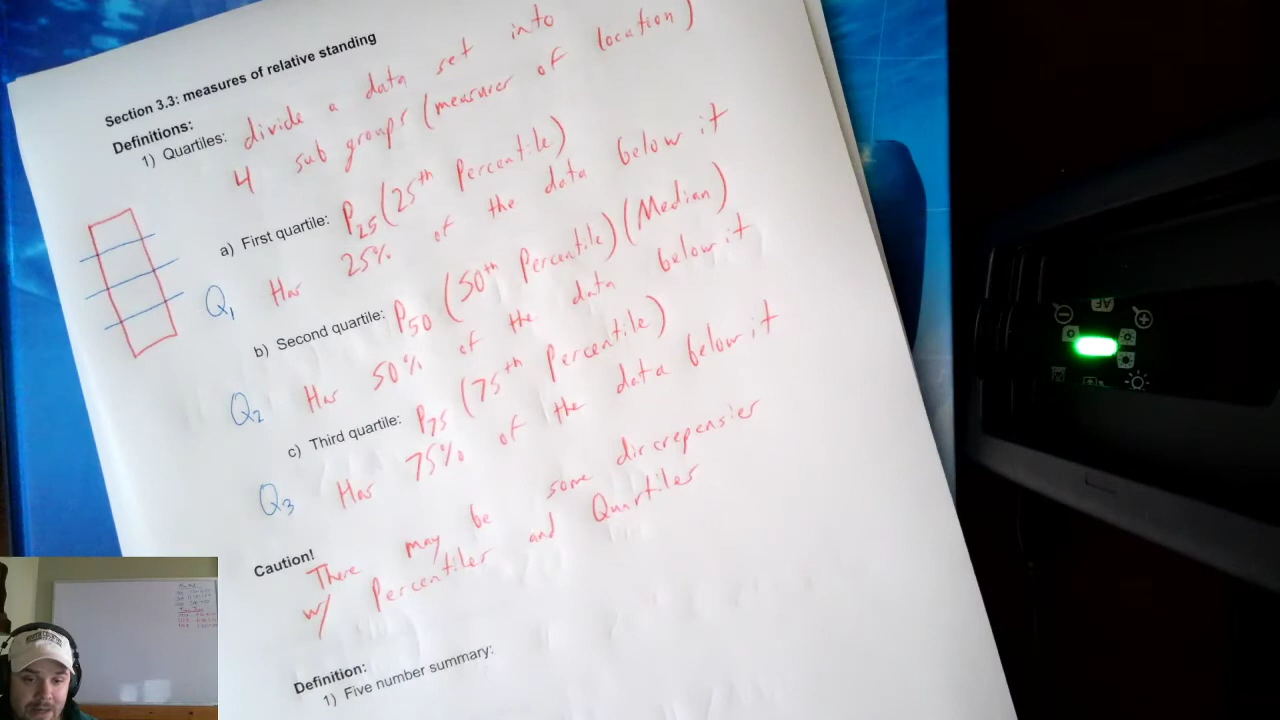 Section 3.3: measures of relative standing
Definitions:
1) Quartiles: divide a data set into
4 sub groups (measures of location)
a) First quartile: P25 (25th Percentile)
Q1 Has 25% of the data below it
b) Second quartile: P50 (50th Percentile) (Median)
Q2 Has 50% of the data below it
c) Third quartile: P75 (75th Percentile)
Q3 Has 75% of the data below it
Caution! There may be some discrepensies
w/ Percentiles and Quartiles
Definition:
1) Five number summary:
AF